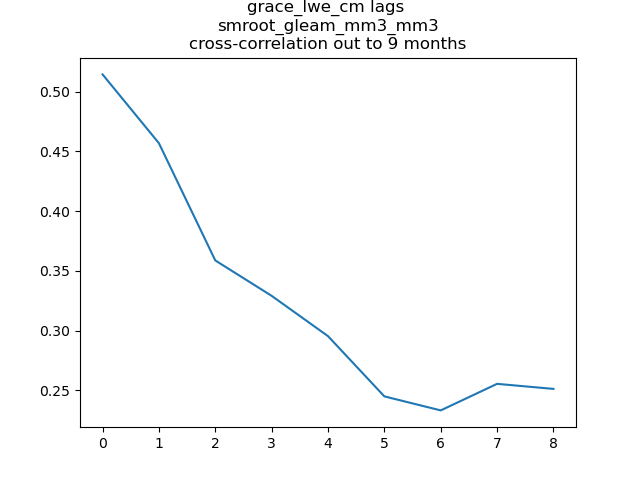 grace_lwe_cm lags
smroot_gleam_mm3_mm3
cross-correlation out to 9 months
0.50
0.45
0.40
0.35
0.30
0.25
0 1 2 3 4 5 6 7 8